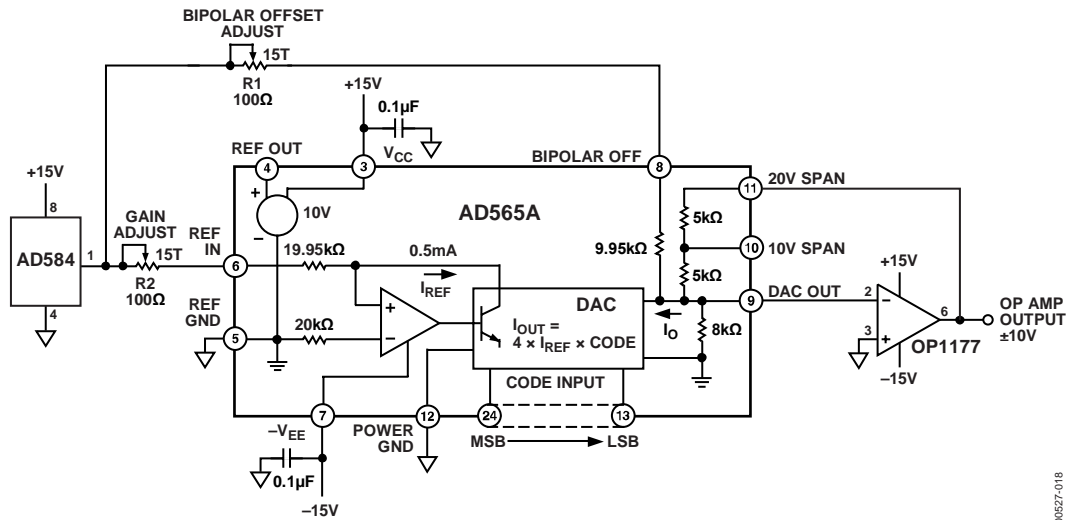 BIPOLAR OFFSET
ADJUST
15T
R1
100Ω
+15V
0.1µF
REF OUT
VCC
BIPOLAR OFF
4
3
8
+15V
8
+
10V
–
AD565A
11
20V SPAN
5kΩ
GAIN
ADJUST
REF
IN
AD584
1
15T
6
19.95kΩ
0.5mA
9.95kΩ
10
10V SPAN
R2
100Ω
IREF
5kΩ
+15V
4
REF
GND
+
DAC
9
DAC OUT
2
–
5
20kΩ
–
IOUT =
4 × IREF × CODE
IO
8kΩ
3
+
6
OP AMP
OUTPUT
±10V
OP1177
–15V
CODE INPUT
7
12
24
13
–VEE
POWER
GND
MSB
LSB
0.1µF
–15V
00527-018